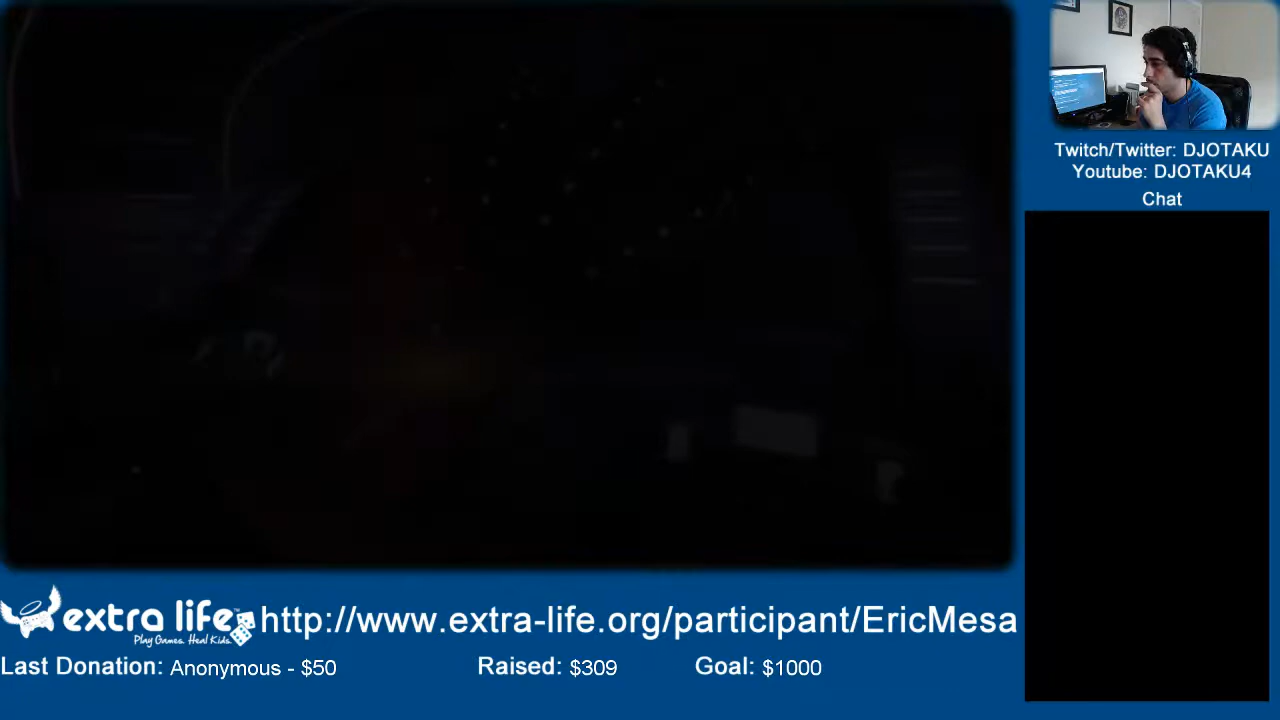 Twitch/Twitter: DJOTAKU
Youtube: DJOTAKU4
Chat
extra life
Play Games. Heal Kids.
http://www.extra-life.org/participant/EricMesa
Last Donation: Anonymous - $50
Raised: $309
Goal: $1000